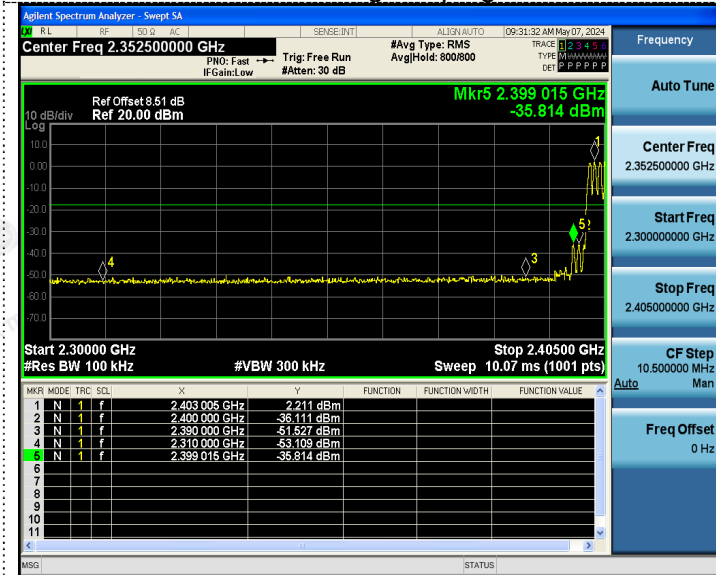 Agilent Spectrum Analyzer - Swept SA
RL RF 50 Ω AC SENSE:INT ALIGN AUTO 09:31:32 AM May 07, 2024
Center Freq 2.352500000 GHz #Avg Type: RMS TRACE 1 2 3 4 5 6
PNO: Fast Trig: Free Run Avg|Hold: 800/800 TYPE M
IFGain:Low #Atten: 30 dB DET P P P P P P
Mkr5 2.399 015 GHz
-35.814 dBm
Ref Offset 8.51 dB
10 dB/div Ref 20.00 dBm
Log
10.0
0.00
-10.0
-20.0
-30.0
-40.0
-50.0
-60.0
-70.0
1
5
3
4
Start 2.30000 GHz Stop 2.40500 GHz
#Res BW 100 kHz #VBW 300 kHz Sweep 10.07 ms (1001 pts)
MKR MODE TRC SCL X Y FUNCTION FUNCTION WIDTH FUNCTION VALUE
1 N 1 f 2.403 005 GHz 2.211 dBm
2 N 1 f 2.400 000 GHz -36.111 dBm
3 N 1 f 2.390 000 GHz -51.527 dBm
4 N 1 f 2.310 000 GHz -53.109 dBm
5 N 1 f 2.399 015 GHz -35.814 dBm
6
7
8
9
10
11
MSG STATUS
Frequency
Auto Tune
Center Freq
2.352500000 GHz
Start Freq
2.300000000 GHz
Stop Freq
2.405000000 GHz
CF Step
10.500000 MHz
Auto Man
Freq Offset
0 Hz